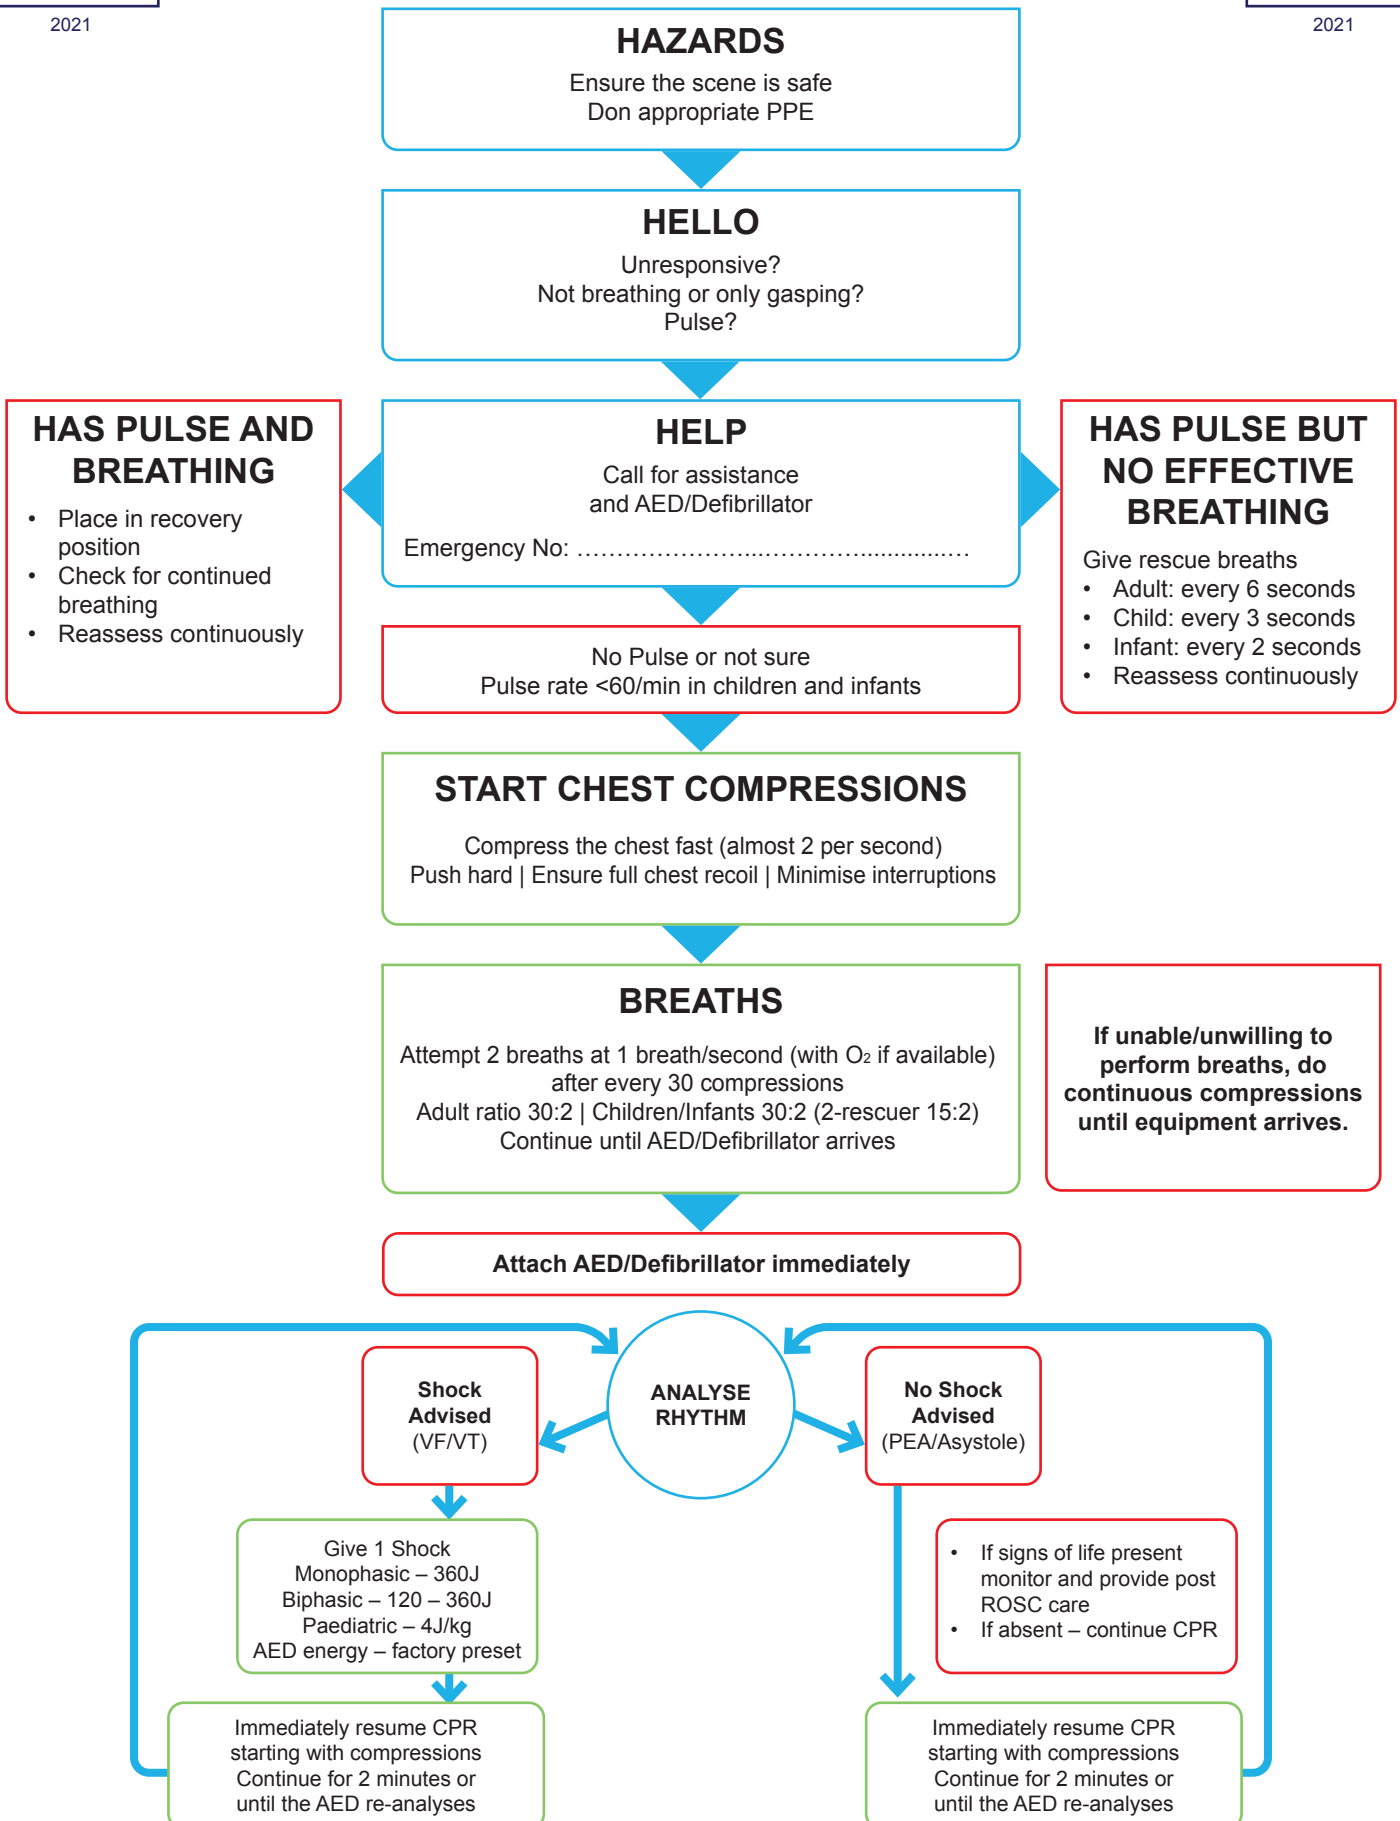 2021
2021
HAZARDS
Ensure the scene is safe
Don appropriate PPE
HELLO
Unresponsive?
Not breathing or only gasping?
Pulse?
HAS PULSE AND
BREATHING
• Place in recovery
position
• Check for continued
breathing
• Reassess continuously
HELP
Call for assistance
and AED/Defibrillator
Emergency No: …………………...…………..............…
HAS PULSE BUT
NO EFFECTIVE
BREATHING
Give rescue breaths
• Adult: every 6 seconds
• Child: every 3 seconds
• Infant: every 2 seconds
• Reassess continuously
No Pulse or not sure
Pulse rate <60/min in children and infants
START CHEST COMPRESSIONS
Compress the chest fast (almost 2 per second)
Push hard | Ensure full chest recoil | Minimise interruptions
BREATHS
Attempt 2 breaths at 1 breath/second (with O₂ if available)
after every 30 compressions
Adult ratio 30:2 | Children/Infants 30:2 (2-rescuer 15:2)
Continue until AED/Defibrillator arrives
If unable/unwilling to
perform breaths, do
continuous compressions
until equipment arrives.
Attach AED/Defibrillator immediately
ANALYSE
RHYTHM
Shock
Advised
(VF/VT)
No Shock
Advised
(PEA/Asystole)
Give 1 Shock
Monophasic – 360J
Biphasic – 120 – 360J
Paediatric – 4J/kg
AED energy – factory preset
• If signs of life present
monitor and provide post
ROSC care
• If absent – continue CPR
Immediately resume CPR
starting with compressions
Continue for 2 minutes or
until the AED re-analyses
Immediately resume CPR
starting with compressions
Continue for 2 minutes or
until the AED re-analyses